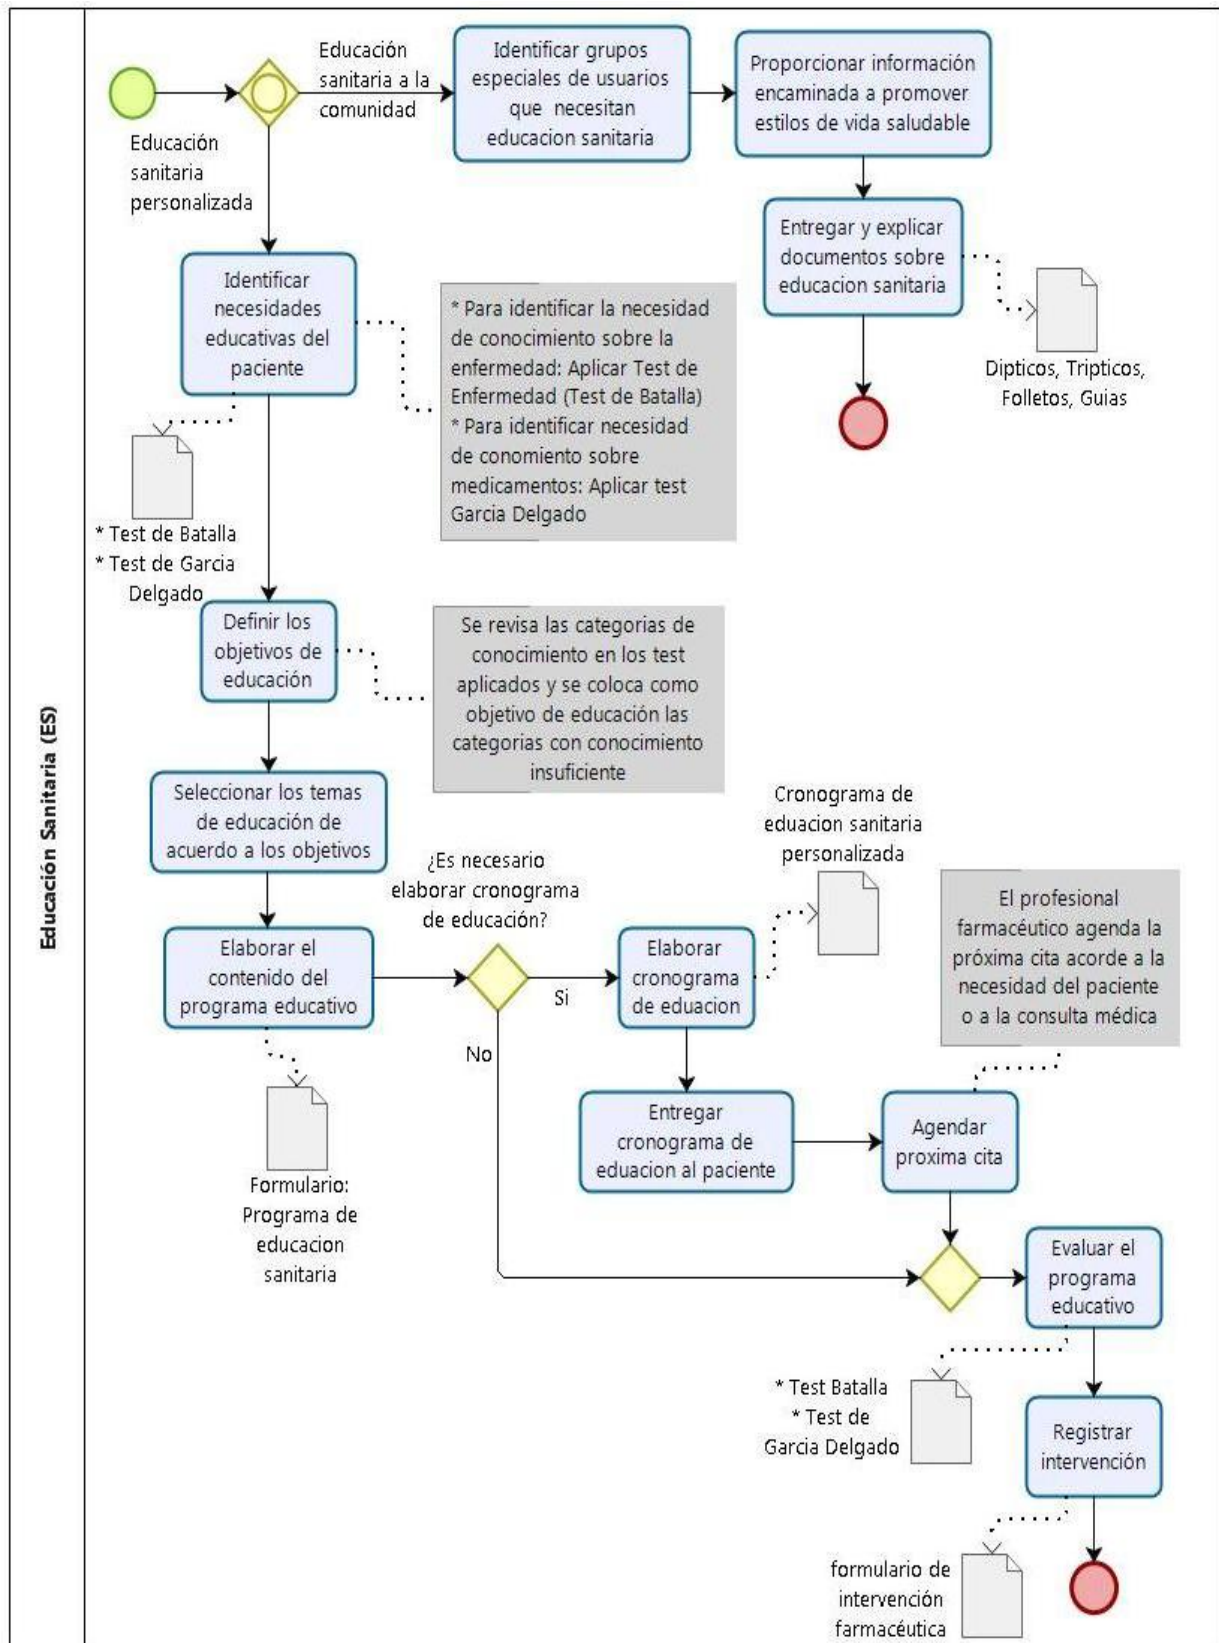 Educación Sanitaria (ES)
Educación
sanitaria a la
comunidad
Identificar grupos
especiales de usuarios
que necesitan
educacion sanitaria
Proporcionar información
encaminada a promover
estilos de vida saludable
Educación
sanitaria
personalizada
Entregar y explicar
documentos sobre
educacion sanitaria
Dipticos, Tripticos,
Folletos, Guias
Identificar
necesidades
educativas del
paciente
* Para identificar la necesidad
de conocimiento sobre la
enfermedad: Aplicar Test de
Enfermedad (Test de Batalla)
* Para identificar necesidad
de conomiento sobre
medicamentos: Aplicar test
Garcia Delgado
* Test de Batalla
* Test de Garcia
Delgado
Definir los
objetivos de
educación
Se revisa las categorias de
conocimiento en los test
aplicados y se coloca como
objetivo de educación las
categorias con conocimiento
insuficiente
Seleccionar los temas
de educación de
acuerdo a los objetivos
Cronograma de
eduacion sanitaria
personalizada
¿Es necesario
elaborar cronograma
de educación?
El profesional
farmacéutico agenda la
próxima cita acorde a la
necesidad del paciente
o a la consulta médica
Elaborar el
contenido del
programa educativo
Si
Elaborar
cronograma
de eduacion
No
Entregar
cronograma de
eduacion al paciente
Agendar
proxima cita
Formulario:
Programa de
educacion
sanitaria
Evaluar el
programa
educativo
* Test Batalla
* Test de
Garcia Delgado
Registrar
intervención
formulario de
intervención
farmacéutica